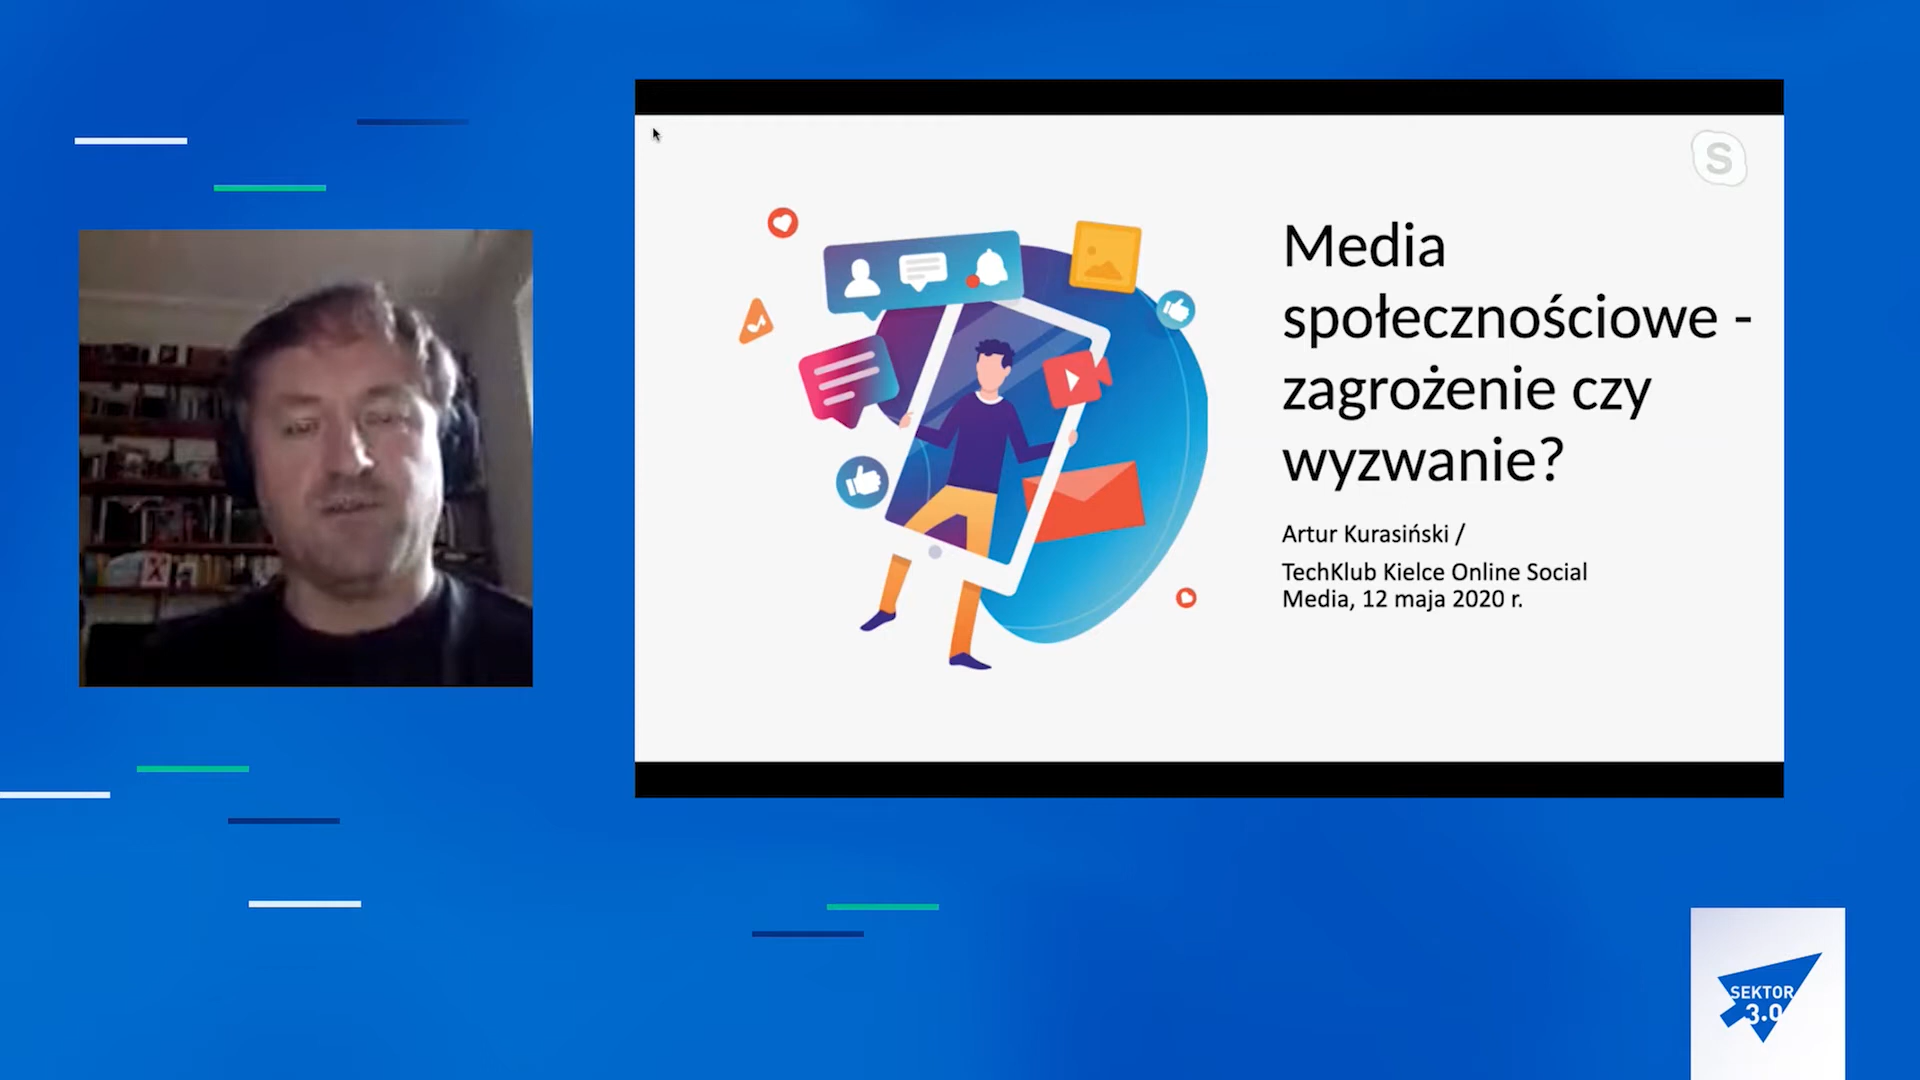 S
Media
społecznościowe -
zagrożenie czy
wyzwanie?
Artur Kurasiński /
TechKlub Kielce Online Social
Media, 12 maja 2020 r.
X
SEKTOR
3.0